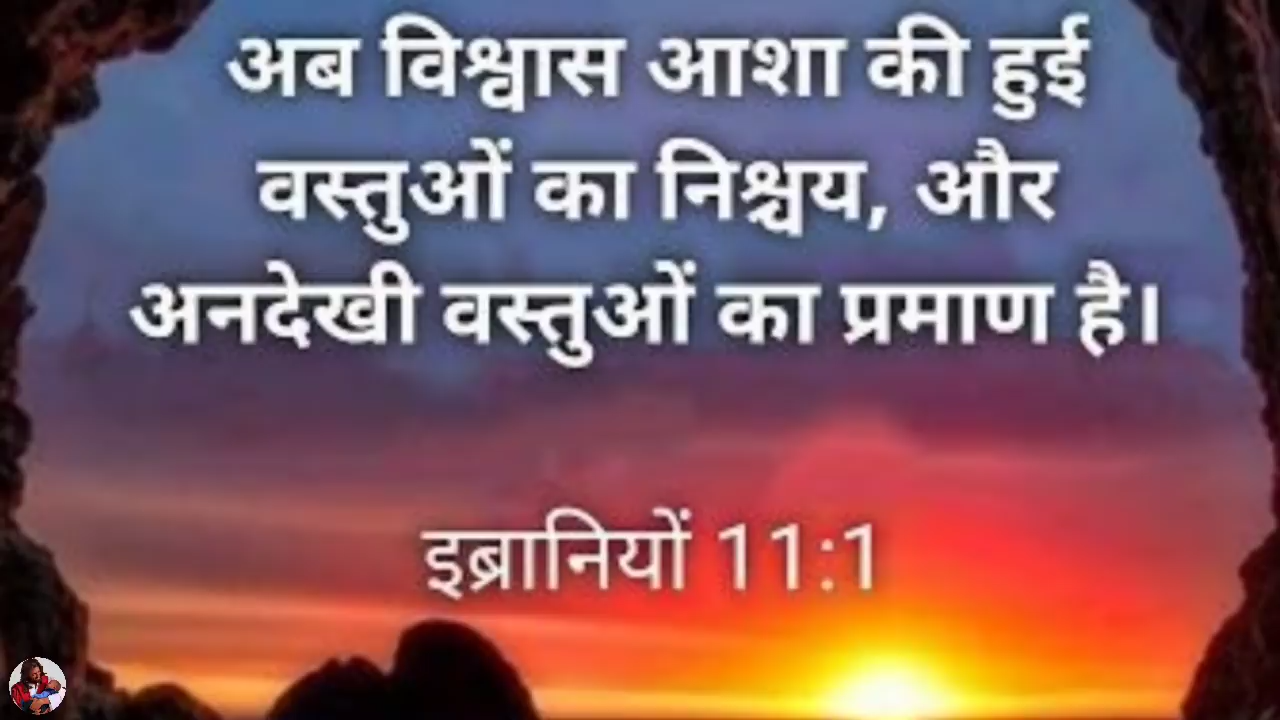 अब विश्वास आशा की हुई
वस्तुओं का निश्चय, और
अनदेखी वस्तुओं का प्रमाण है।
इब्रानियों 11:1